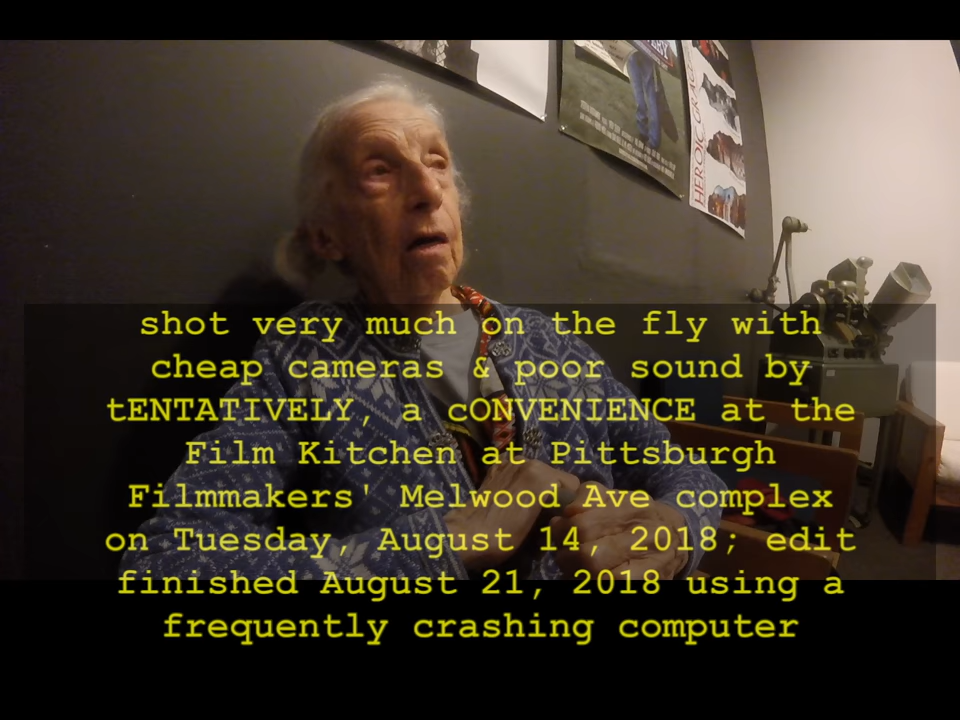 VERY
HEROIC GRACE
shot very much on the fly with
cheap cameras & poor sound by
tENTATIVELY, a cONVENIENCE at the
Film Kitchen at Pittsburgh
Filmmakers' Melwood Ave complex
on Tuesday, August 14, 2018; edit
finished August 21, 2018 using a
frequently crashing computer